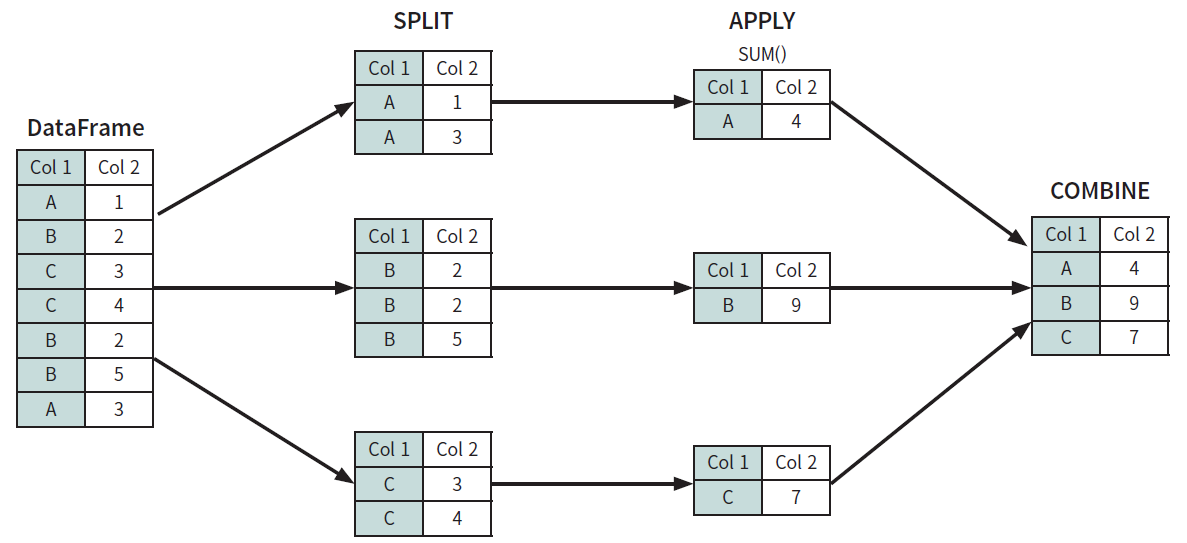 DataFrame
Col 1 Col 2
A 1
B 2
C 3
C 4
B 2
B 5
A 3
SPLIT
Col 1 Col 2
A 1
A 3
Col 1 Col 2
B 2
B 2
B 5
Col 1 Col 2
C 3
C 4
APPLY
SUM()
Col 1 Col 2
A 4
Col 1 Col 2
B 9
Col 1 Col 2
C 7
COMBINE
Col 1 Col 2
A 4
B 9
C 7